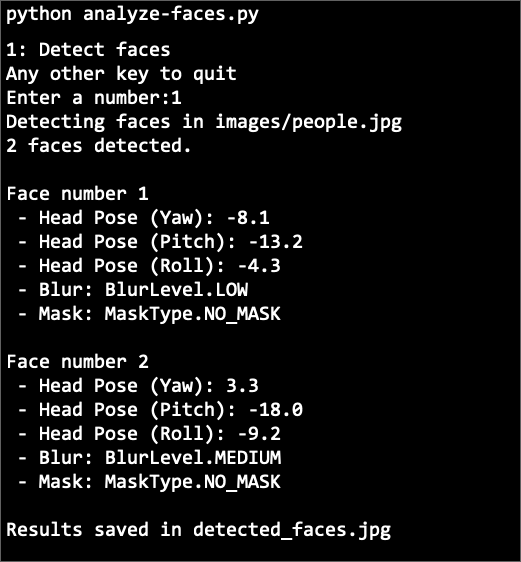 python analyze-faces.py
1: Detect faces
Any other key to quit
Enter a number:1
Detecting faces in images/people.jpg
2 faces detected.
Face number 1
- Head Pose (Yaw): -8.1
- Head Pose (Pitch): -13.2
- Head Pose (Roll): -4.3
- Blur: BlurLevel.LOW
- Mask: MaskType.NO_MASK
Face number 2
- Head Pose (Yaw): 3.3
- Head Pose (Pitch): -18.0
- Head Pose (Roll): -9.2
- Blur: BlurLevel.MEDIUM
- Mask: MaskType.NO_MASK
Results saved in detected_faces.jpg